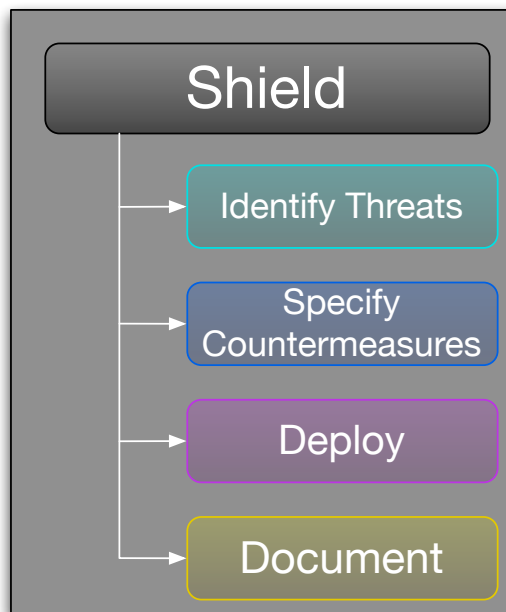 Shield
Identify Threats
Specify
Countermeasures
Deploy
Document